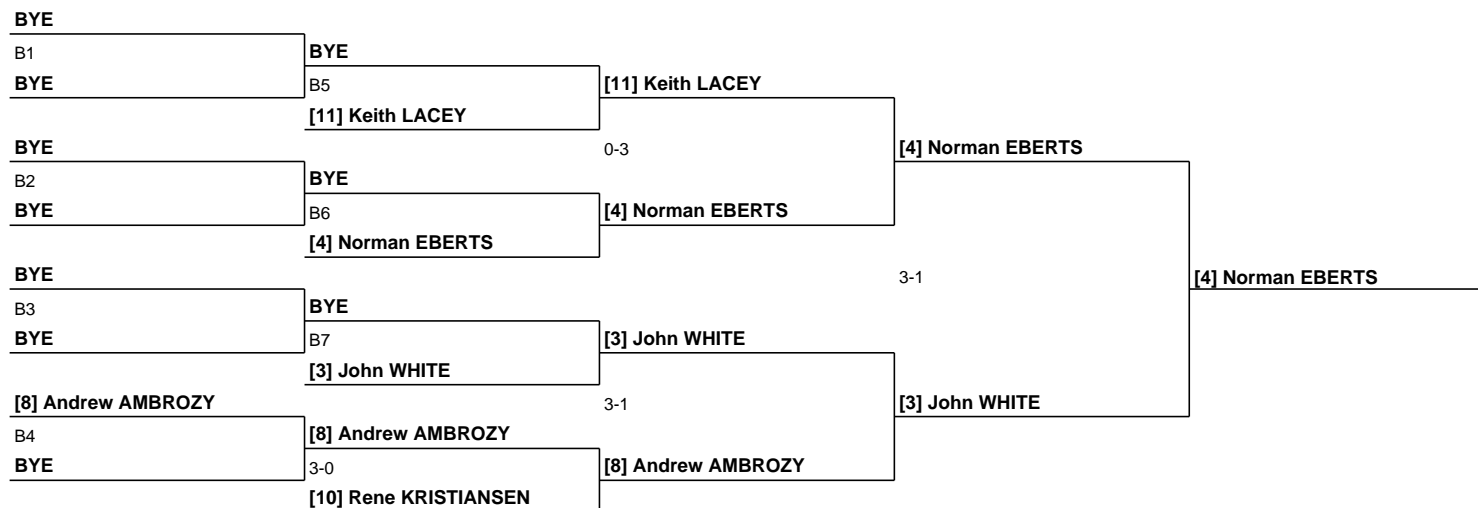 BYE
B1
BYE
BYE
B5
[11] Keith LACEY
[11] Keith LACEY
BYE
B2
BYE
BYE
B6
[4] Norman EBERTS
0-3
[4] Norman EBERTS
[4] Norman EBERTS
BYE
B3
BYE
BYE
B7
[3] John WHITE
3-1
[4] Norman EBERTS
[3] John WHITE
[8] Andrew AMBROZY
B4
BYE
[8] Andrew AMBROZY
3-0
[10] Rene KRISTIANSEN
3-1
[8] Andrew AMBROZY
[3] John WHITE